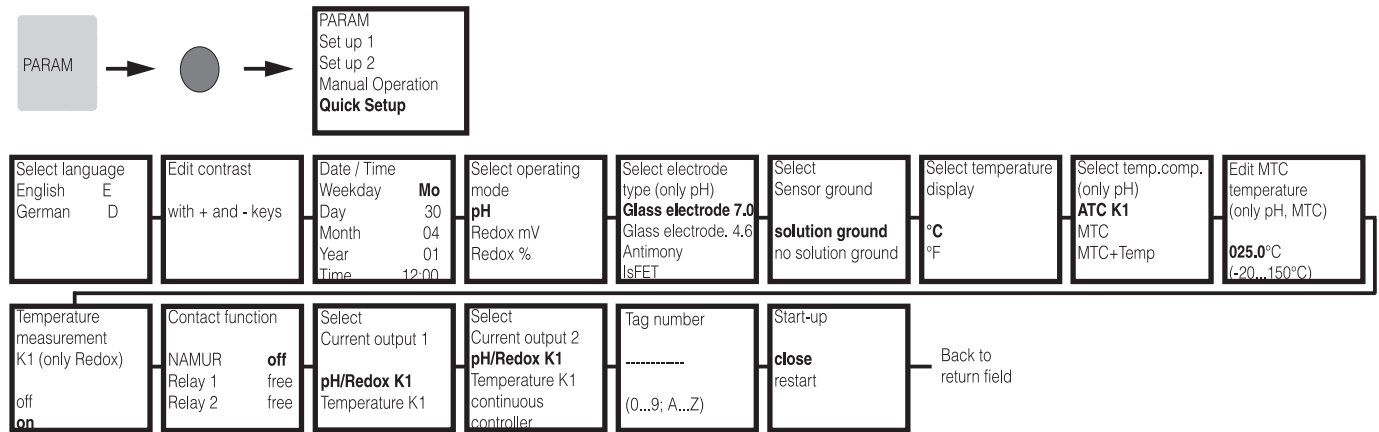 PARAM
PARAM
Set up 1
Set up 2
Manual Operation
Quick Setup
Select language
English E
German D
Edit contrast
with + and - keys
Date / Time
Weekday Mo
Day 30
Month 04
Year 01
Time 12:00
Select operating
mode
pH
Redox mV
Redox %
Select electrode
type (only pH)
Glass electrode 7.0
Glass electrode. 4.6
Antimony
IsFET
Select
Sensor ground
solution ground
no solution ground
Select temperature
display
°C
°F
Select temp.comp.
(only pH)
ATC K1
MTC
MTC+Temp
Edit MTC
temperature
(only pH, MTC)
025.0°C
(-20...150°C)
Temperature
measurement
K1 (only Redox)
off
on
Contact function
NAMUR off
Relay 1 free
Relay 2 free
Select
Current output 1
pH/Redox K1
Temperature K1
Select
Current output 2
pH/Redox K1
Temperature K1
continuous
controller
Tag number
------------
(0...9; A...Z)
Start-up
close
restart
Back to
return field